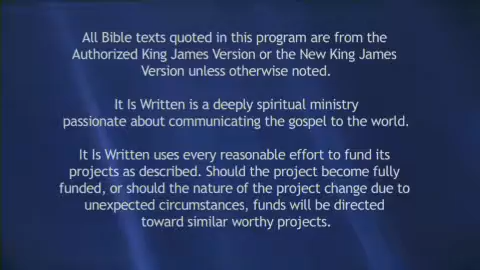 All Bible texts quoted in this program are from the
Authorized King James Version or the New King James
Version unless otherwise noted.
It Is Written is a deeply spiritual ministry
passionate about communicating the gospel to the world.
It Is Written uses every reasonable effort to fund its
projects as described. Should the project become fully
funded, or should the nature of the project change due to
unexpected circumstances, funds will be directed
toward similar worthy projects.